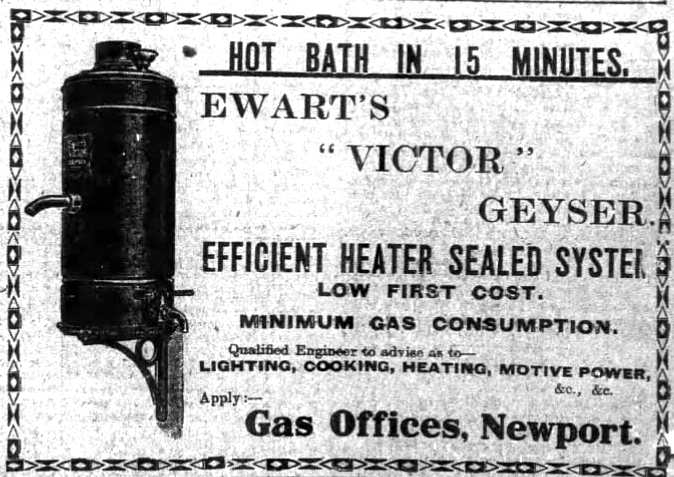 HOT BATH IN 15 MINUTES.
EWART'S
"VICTOR"
GEYSER.
EFFICIENT HEATER SEALED SYSTEM
LOW FIRST COST.
MINIMUM GAS CONSUMPTION.
Qualified Engineer to advise as to—
LIGHTING, COOKING, HEATING, MOTIVE POWER,
&c., &c.
Apply:—
Gas Offices, Newport.